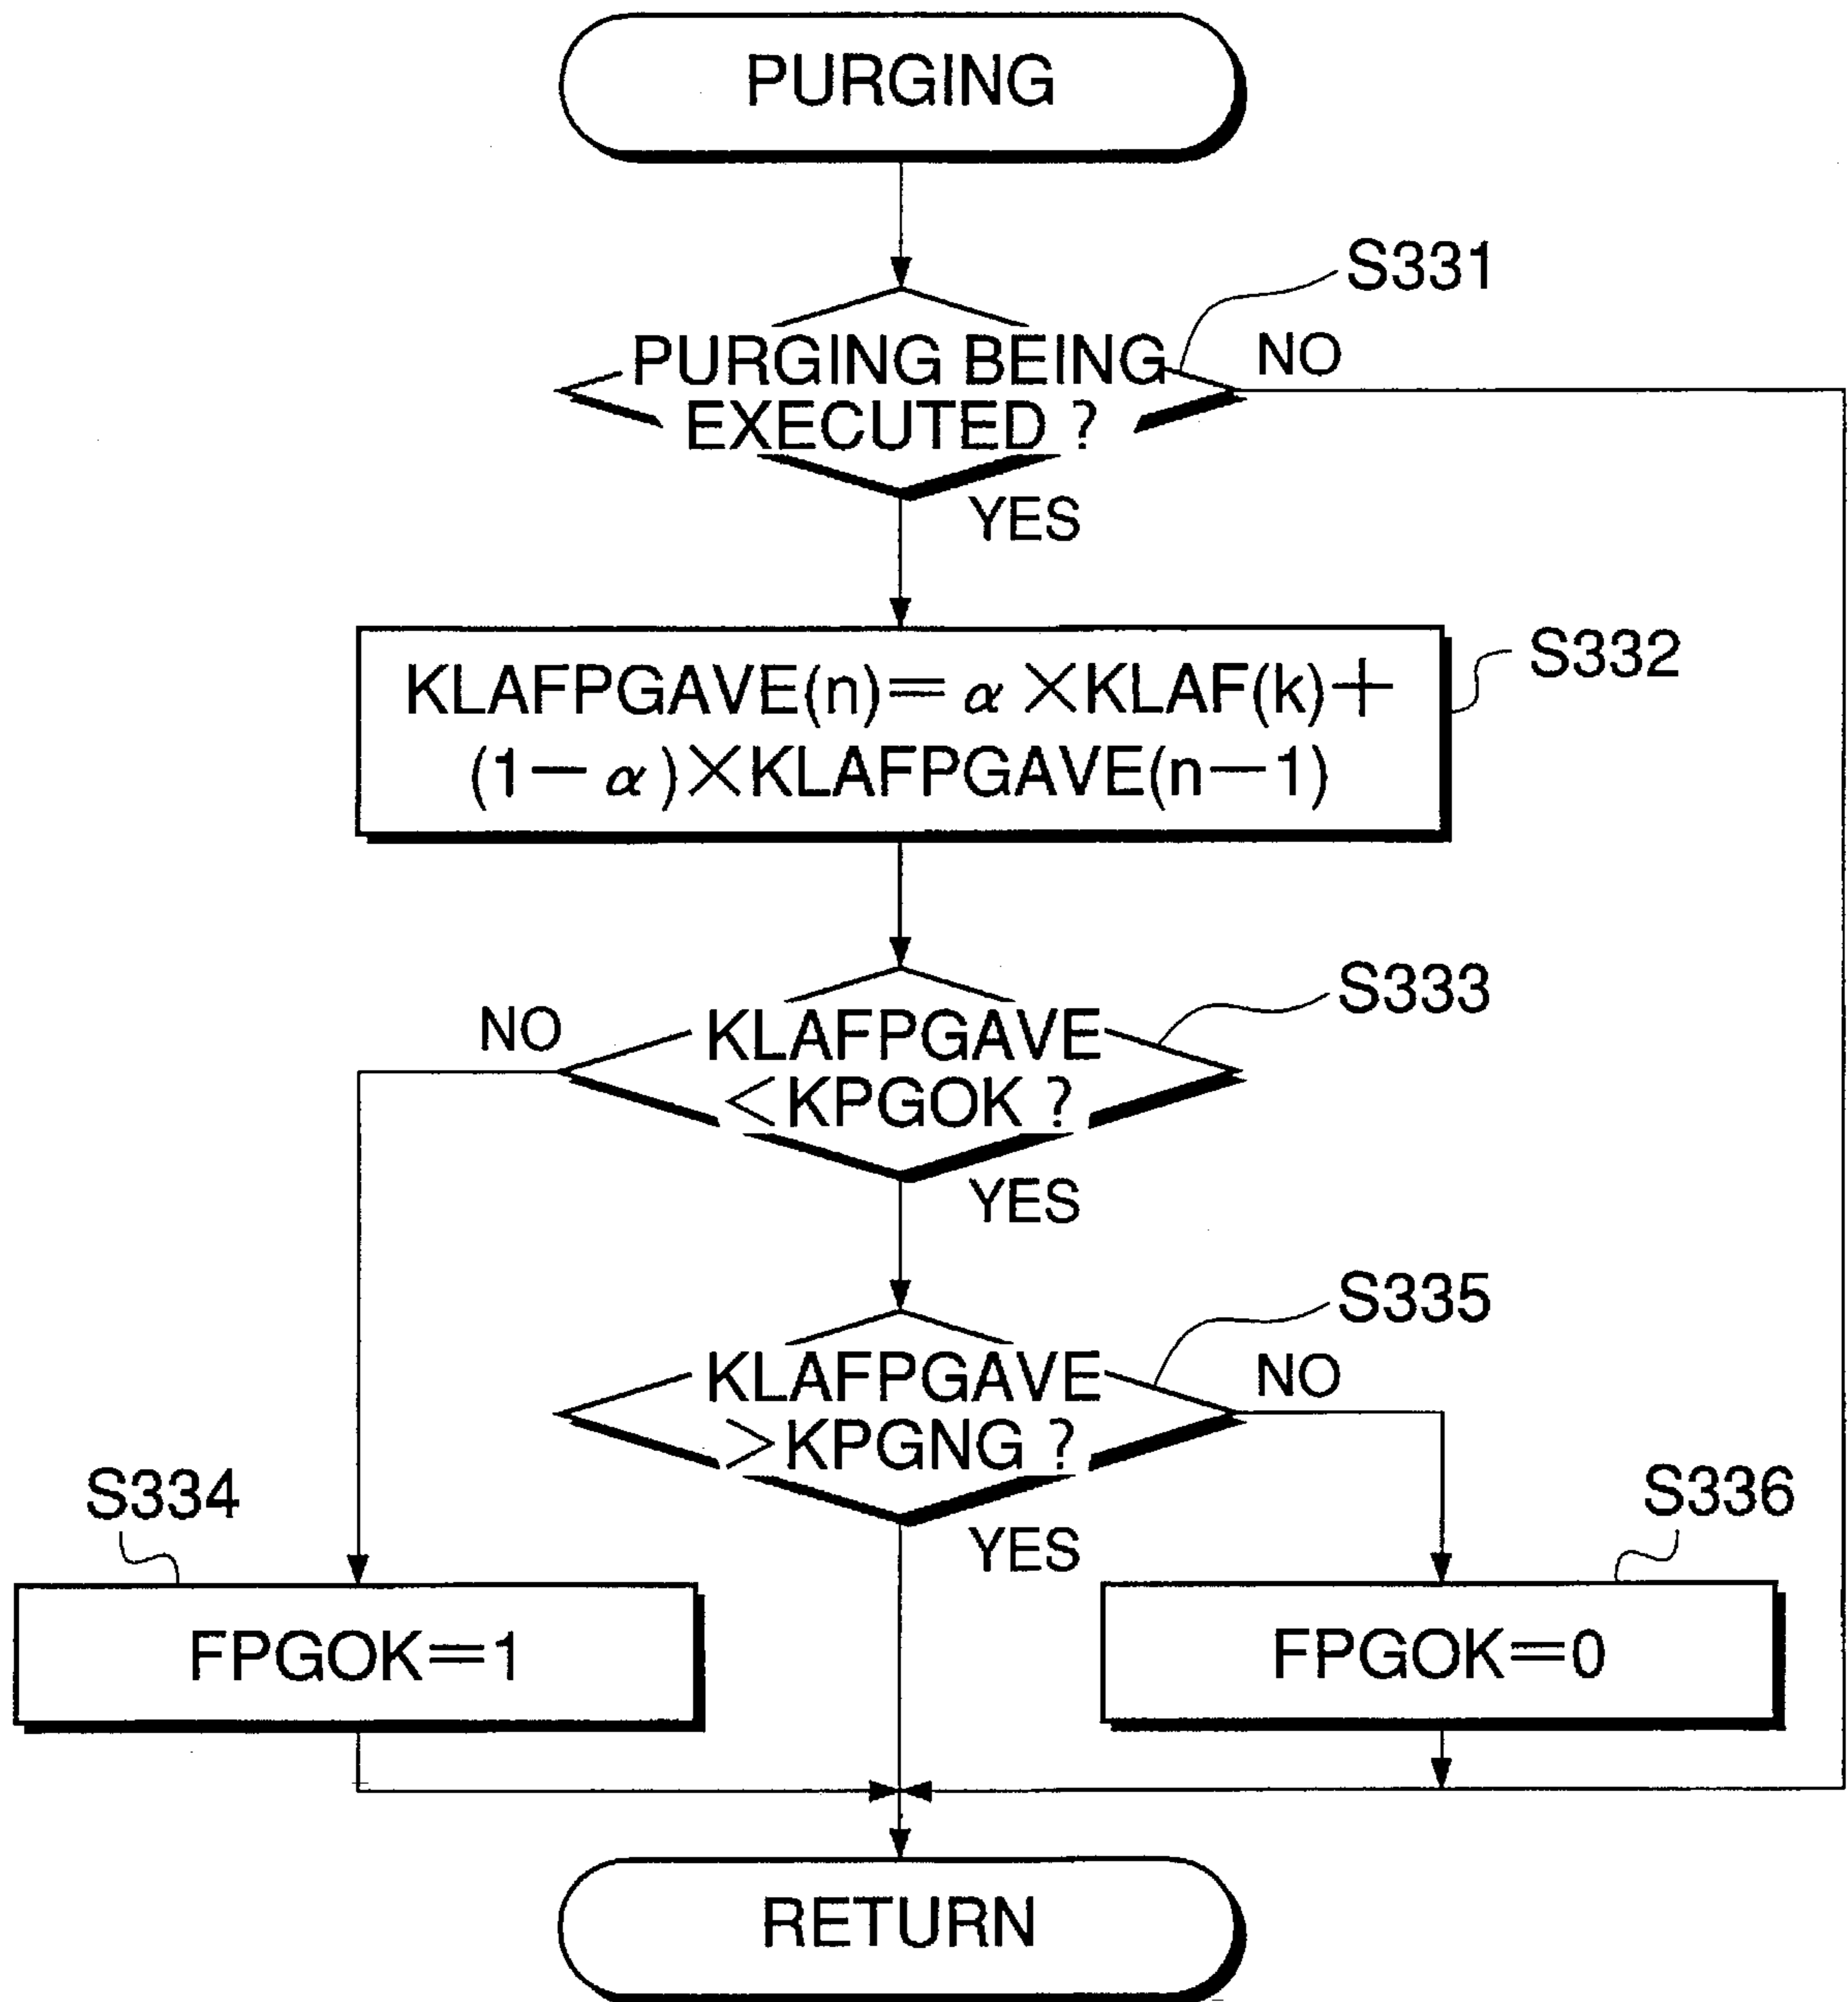 PURGING
S331
PURGING BEING
EXECUTED ?
NO
YES
S332
KLAFPGAVE(n)=α×KLAF(k)+
(1-α)×KLAFPGAVE(n-1)
S333
KLAFPGAVE
<KPGOK ?
NO
YES
S335
KLAFPGAVE
>KPGNG ?
NO
YES
S334
FPGOK=1
S336
FPGOK=0
RETURN